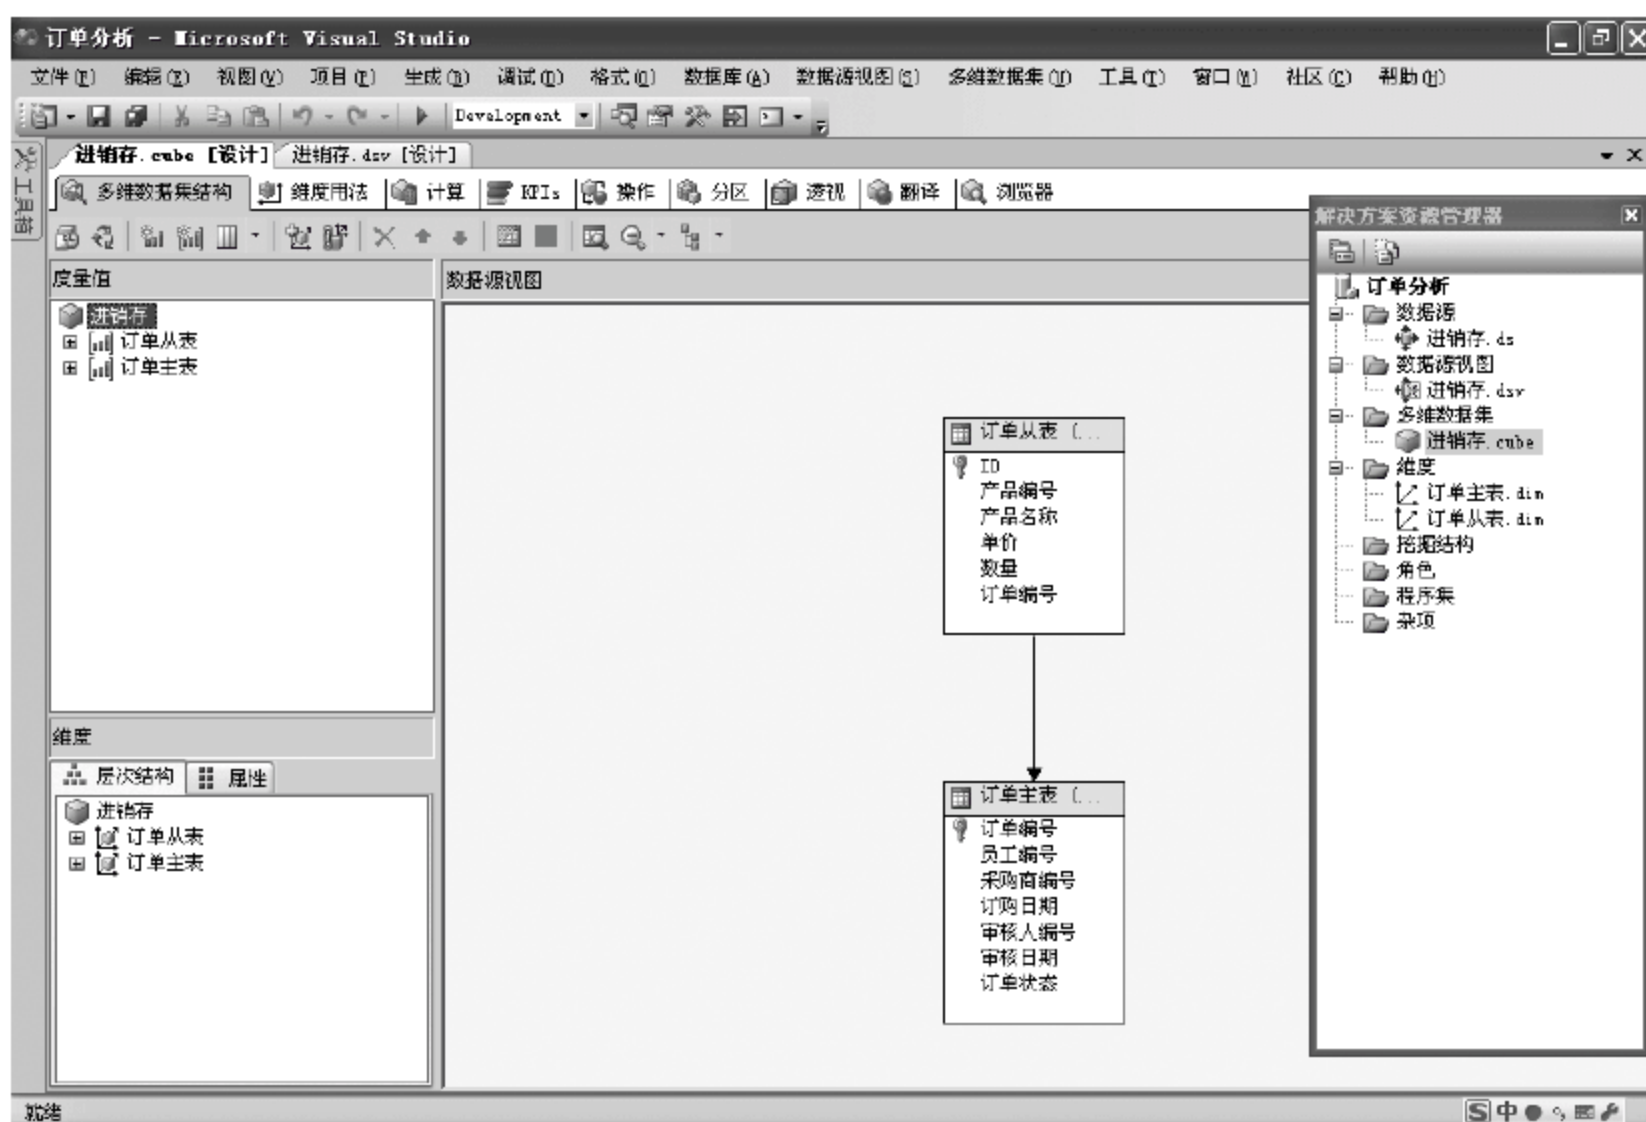 订单分析 - Microsoft Visual Studio
文件(F) 编辑(E) 视图(V) 项目(P) 生成(B) 调试(D) 格式(O) 数据库(A) 数据源视图(S) 多维数据集(U) 工具(T) 窗口(W) 社区(C) 帮助(H)
Development
工具箱
进销存.cube [设计] 进销存.dsv [设计]
多维数据集结构 维度用法 计算 KPIs 操作 分区 透视 翻译 浏览器
度量值
进销存
订单从表
订单主表
维度
层次结构 属性
进销存
订单从表
订单主表
数据源视图
订单从表 (...
ID
产品编号
产品名称
单价
数量
订单编号
订单主表 (...
订单编号
员工编号
采购商编号
订购日期
审核人编号
审核日期
订单状态
解决方案资源管理器
订单分析
数据源
进销存.ds
数据源视图
进销存.dsv
多维数据集
进销存.cube
维度
订单主表.dim
订单从表.dim
挖掘结构
角色
程序集
杂项
就绪
S中